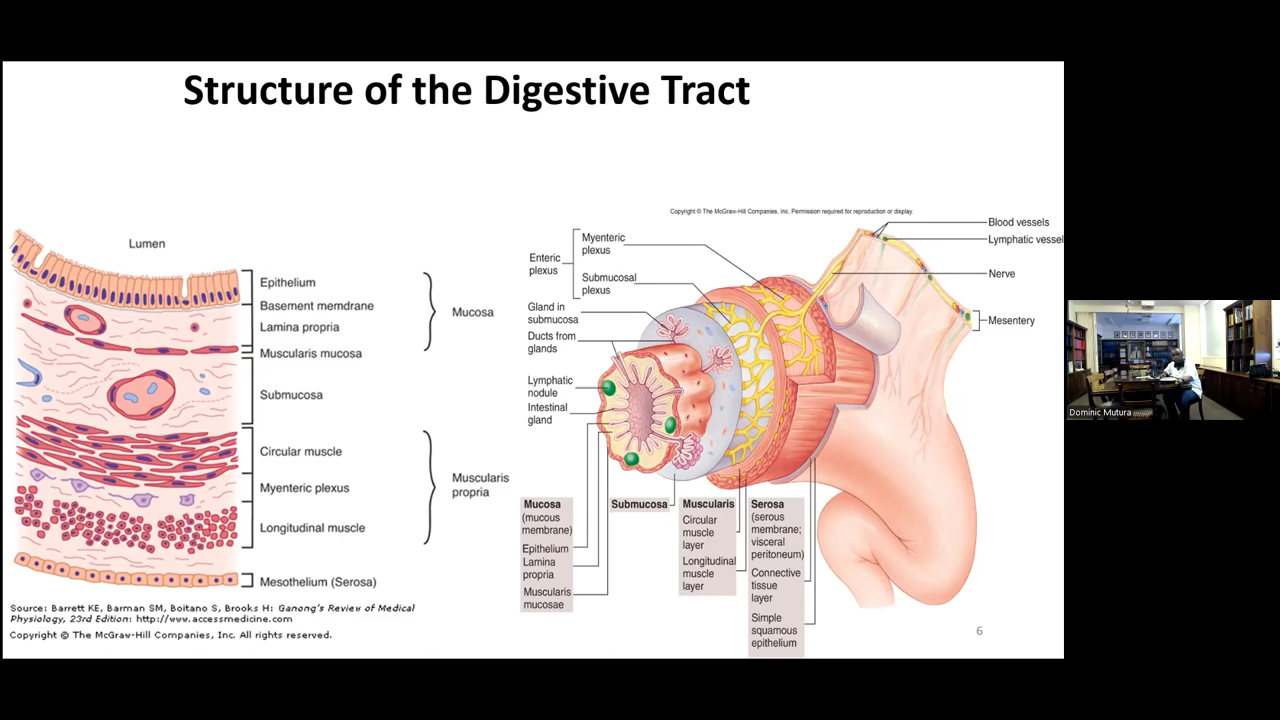 Structure of the Digestive Tract
Lumen
Epithelium
Basement memdrane
Lamina propria
Muscularis mucosa
Submucosa
Circular muscle
Myenteric plexus
Longitudinal muscle
Mesothelium (Serosa)
Mucosa
Muscularis
propria
Source: Barrett KE, Barman SM, Boitano S, Brooks H: Ganong's Review of Medical
Physiology, 23rd Edition: http://www.accessmedicine.com
Copyright © The McGraw-Hill Companies, Inc. All rights reserved.
Copyright © The McGraw-Hill Companies, Inc. Permission required for reproduction or display.
Enteric
plexus
Myenteric
plexus
Submucosal
plexus
Gland in
submucosa
Ducts from
glands
Lymphatic
nodule
Intestinal
gland
Blood vessels
Lymphatic vessel
Nerve
Mesentery
Mucosa
(mucous
membrane)
Epithelium
Lamina
propria
Muscularis
mucosae
Submucosa
Muscularis
Circular
muscle
layer
Longitudinal
muscle
layer
Serosa
(serous
membrane;
visceral
peritoneum)
Connective
tissue
layer
Simple
squamous
epithelium
6
Dominic Mutura